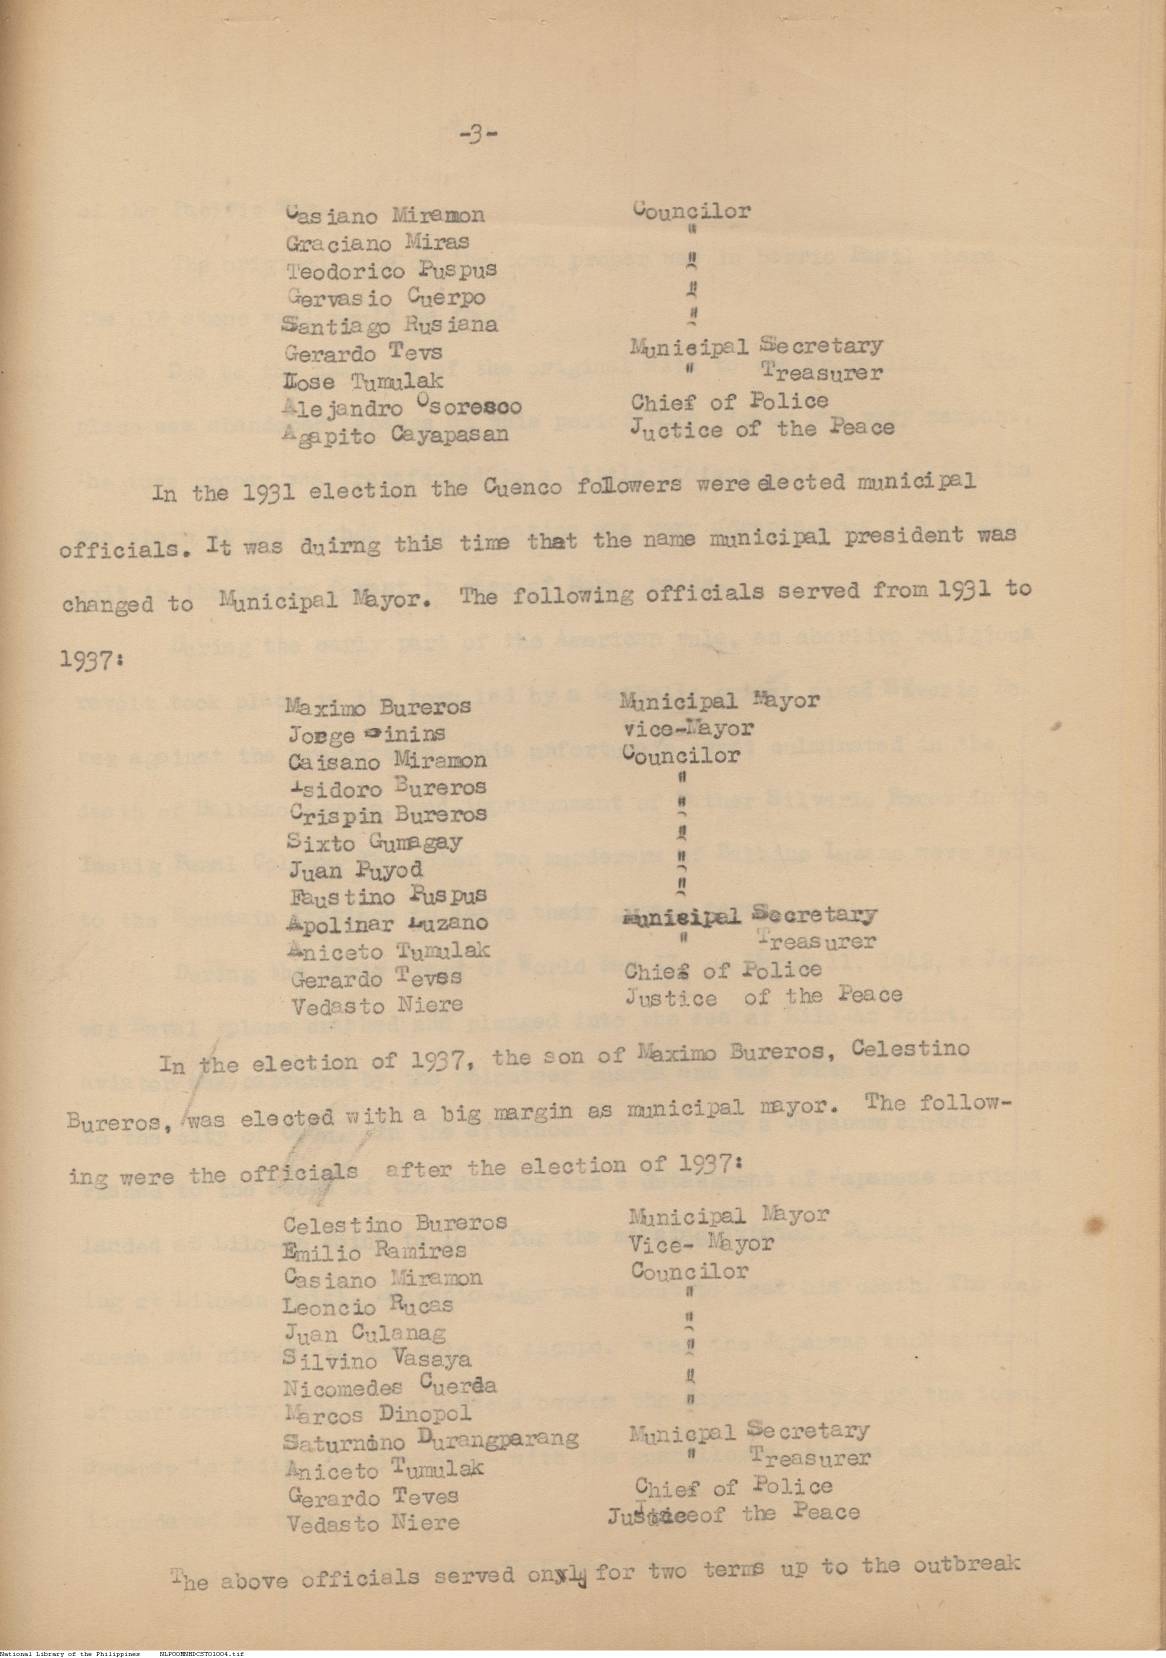 -3-
Casiano Miramon Councilor
Graciano Miras "
Teodorico Puspus "
Gervasio Cuerpo "
Santiago Rusiana "
Gerardo Tevs Municipal Secretary
Jose Tumulak " Treasurer
Alejandro Osoresco Chief of Police
Agapito Cayapasan Juctice of the Peace
In the 1931 election the Cuenco followers were elected municipal
officials. It was duirng this time that the name municipal president was
changed to Municipal Mayor. The following officials served from 1931 to
1937:
Maximo Bureros Municipal Mayor
Jorge Binins vice-Mayor
Caisano Miramon Councilor
Isidoro Bureros "
Crispin Bureros "
Sixto Gumagay "
Juan Puyod "
Faustino Puspus "
Apolinar Luzano Municipal Secretary
Aniceto Tumulak " Treasurer
Gerardo Teves Chief of Police
Vedasto Niere Justice of the Peace
In the election of 1937, the son of Maximo Bureros, Celestino
Bureros, was elected with a big margin as municipal mayor. The follow-
ing were the officials after the election of 1937:
Celestino Bureros Municipal Mayor
Emilio Ramires Vice- Mayor
Casiano Miramon Councilor
Leoncio Rucas "
Juan Culanag "
Silvino Vasaya "
Nicomedes Cuerda "
Marcos Dinopol "
Saturnino Durangparang Municpal Secretary
Aniceto Tumulak " Treasurer
Gerardo Teves Chief of Police
Vedasto Niere Justice of the Peace
The above officials served only for two terms up to the outbreak
National Library of the Philippines